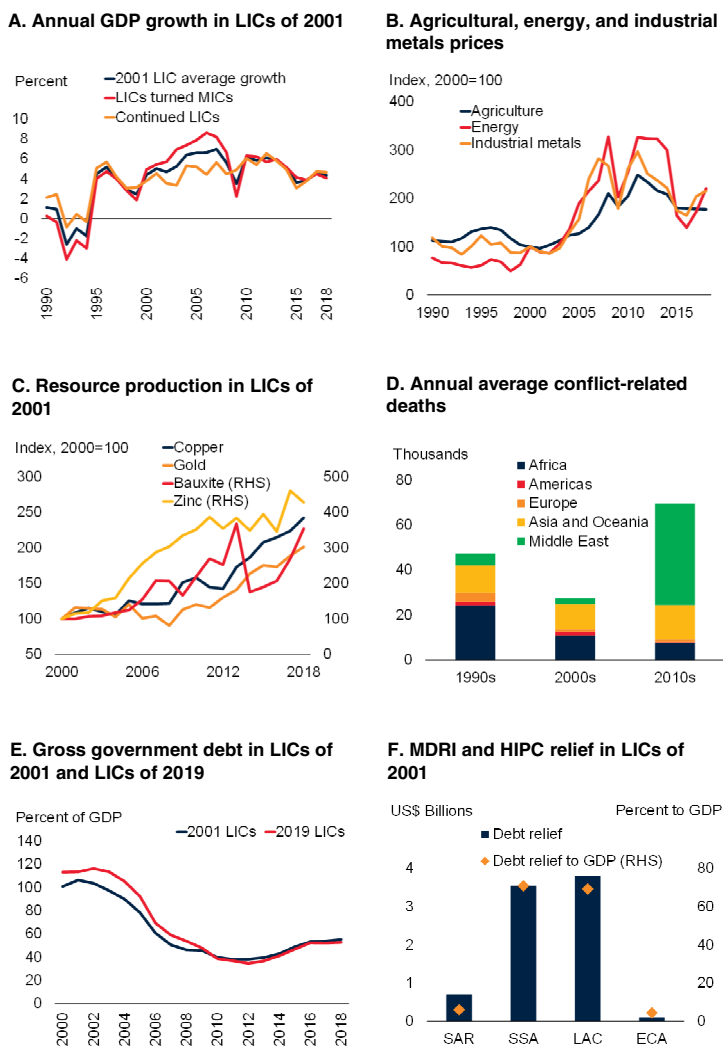 A. Annual GDP growth in LICs of 2001
Percent
2001 LIC average growth
LICs turned MICs
Continued LICs
10
8
6
4
2
0
-2
-4
-6
1990
1995
2000
2005
2010
2015
2018
B. Agricultural, energy, and industrial
metals prices
Index, 2000=100
Agriculture
Energy
Industrial metals
400
300
200
100
0
1990
1995
2000
2005
2010
2015
C. Resource production in LICs of
2001
Index, 2000=100
Copper
Gold
Bauxite (RHS)
Zinc (RHS)
300
250
200
150
100
50
500
400
300
200
100
0
2000
2006
2012
2018
D. Annual average conflict-related
deaths
Thousands
Africa
Americas
Europe
Asia and Oceania
Middle East
80
60
40
20
0
1990s
2000s
2010s
E. Gross government debt in LICs of
2001 and LICs of 2019
Percent of GDP
2001 LICs
2019 LICs
140
120
100
80
60
40
20
0
2000
2002
2004
2006
2008
2010
2012
2014
2016
2018
F. MDRI and HIPC relief in LICs of
2001
US$ Billions
Percent to GDP
Debt relief
Debt relief to GDP (RHS)
4
3
2
1
0
80
60
40
20
0
SAR
SSA
LAC
ECA